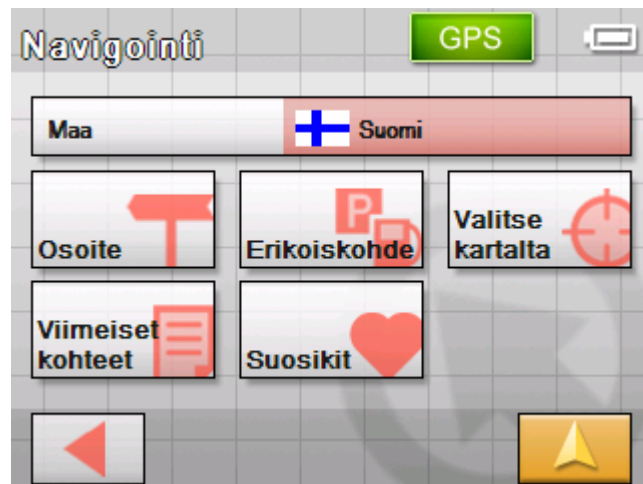 Navigointi
GPS
Maa
Suomi
Osoite
P
Erikoiskohde
Valitse
kartalta
Viimeiset
kohteet
Suosikit